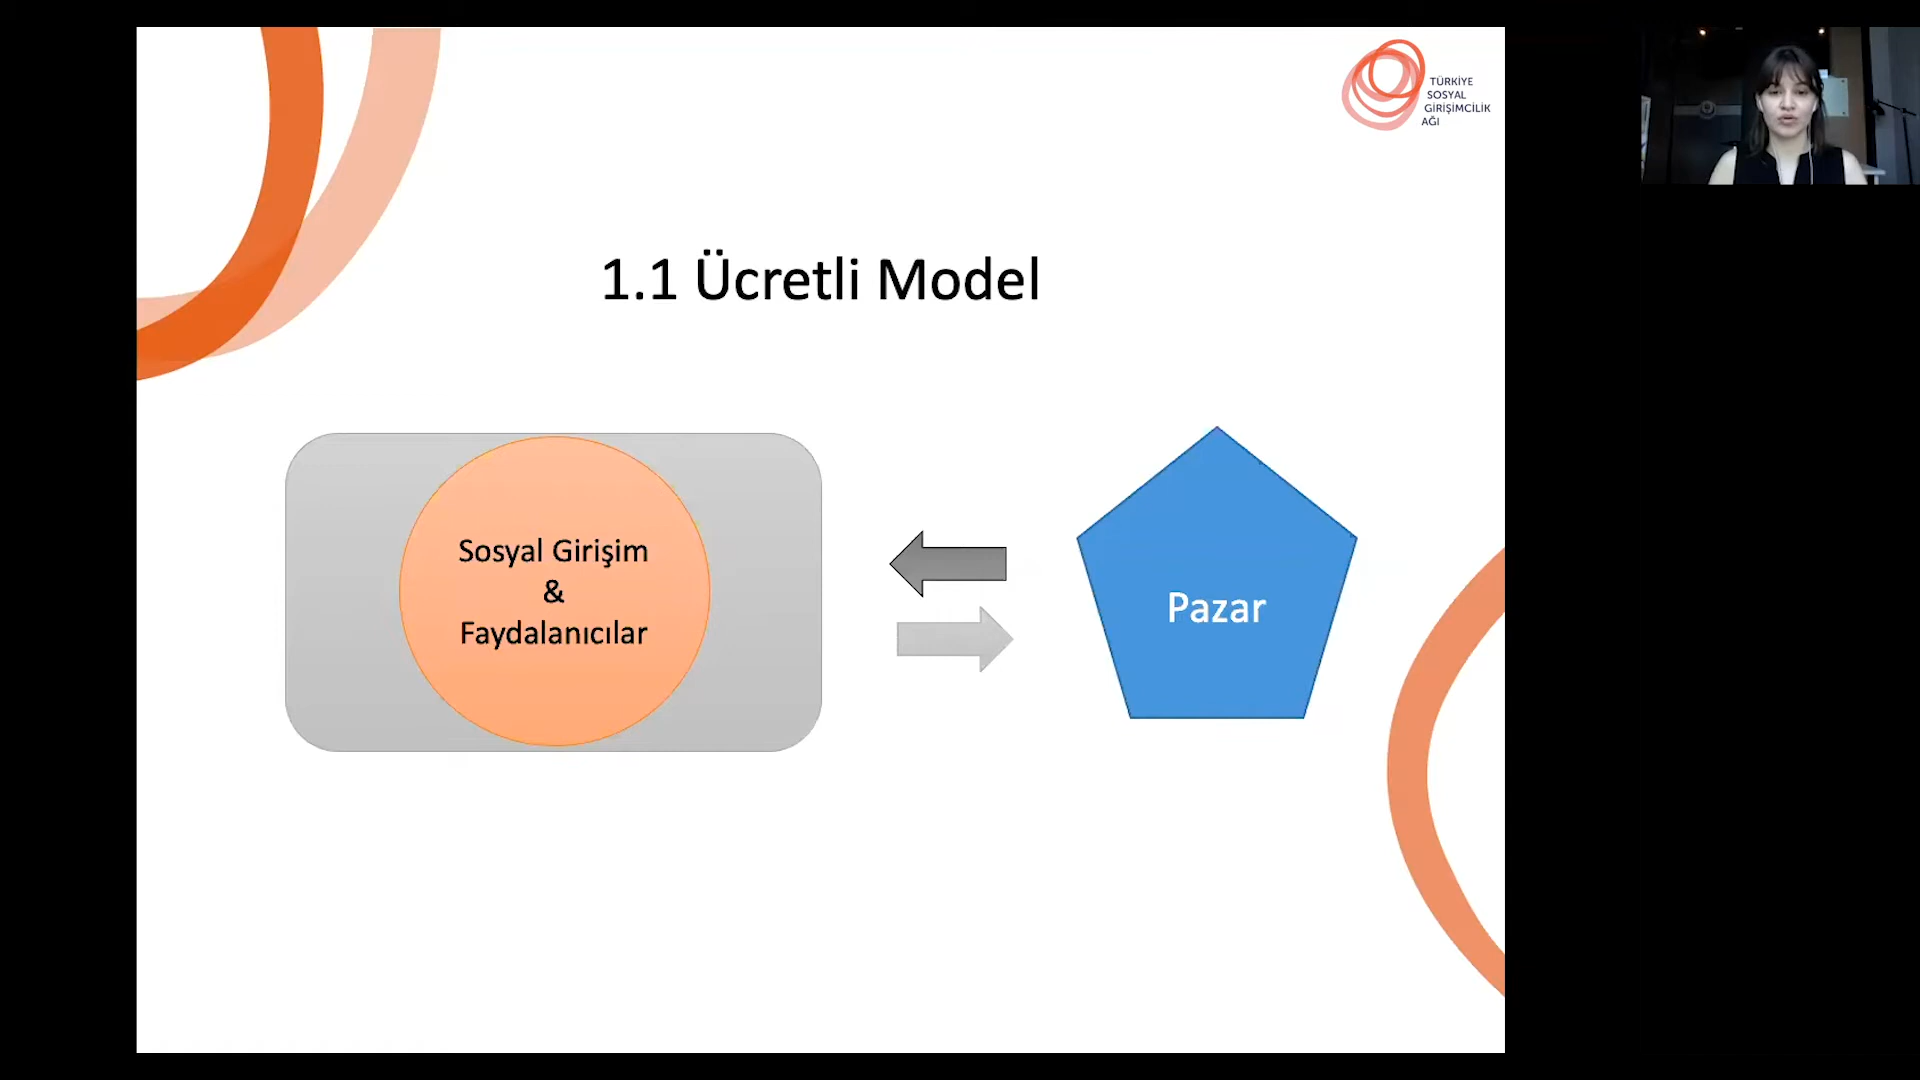 TÜRKİYE
SOSYAL
GİRİŞİMCİLİK
AĞI
1.1 Ücretli Model
Sosyal Girişim
&
Faydalanıcılar
Pazar